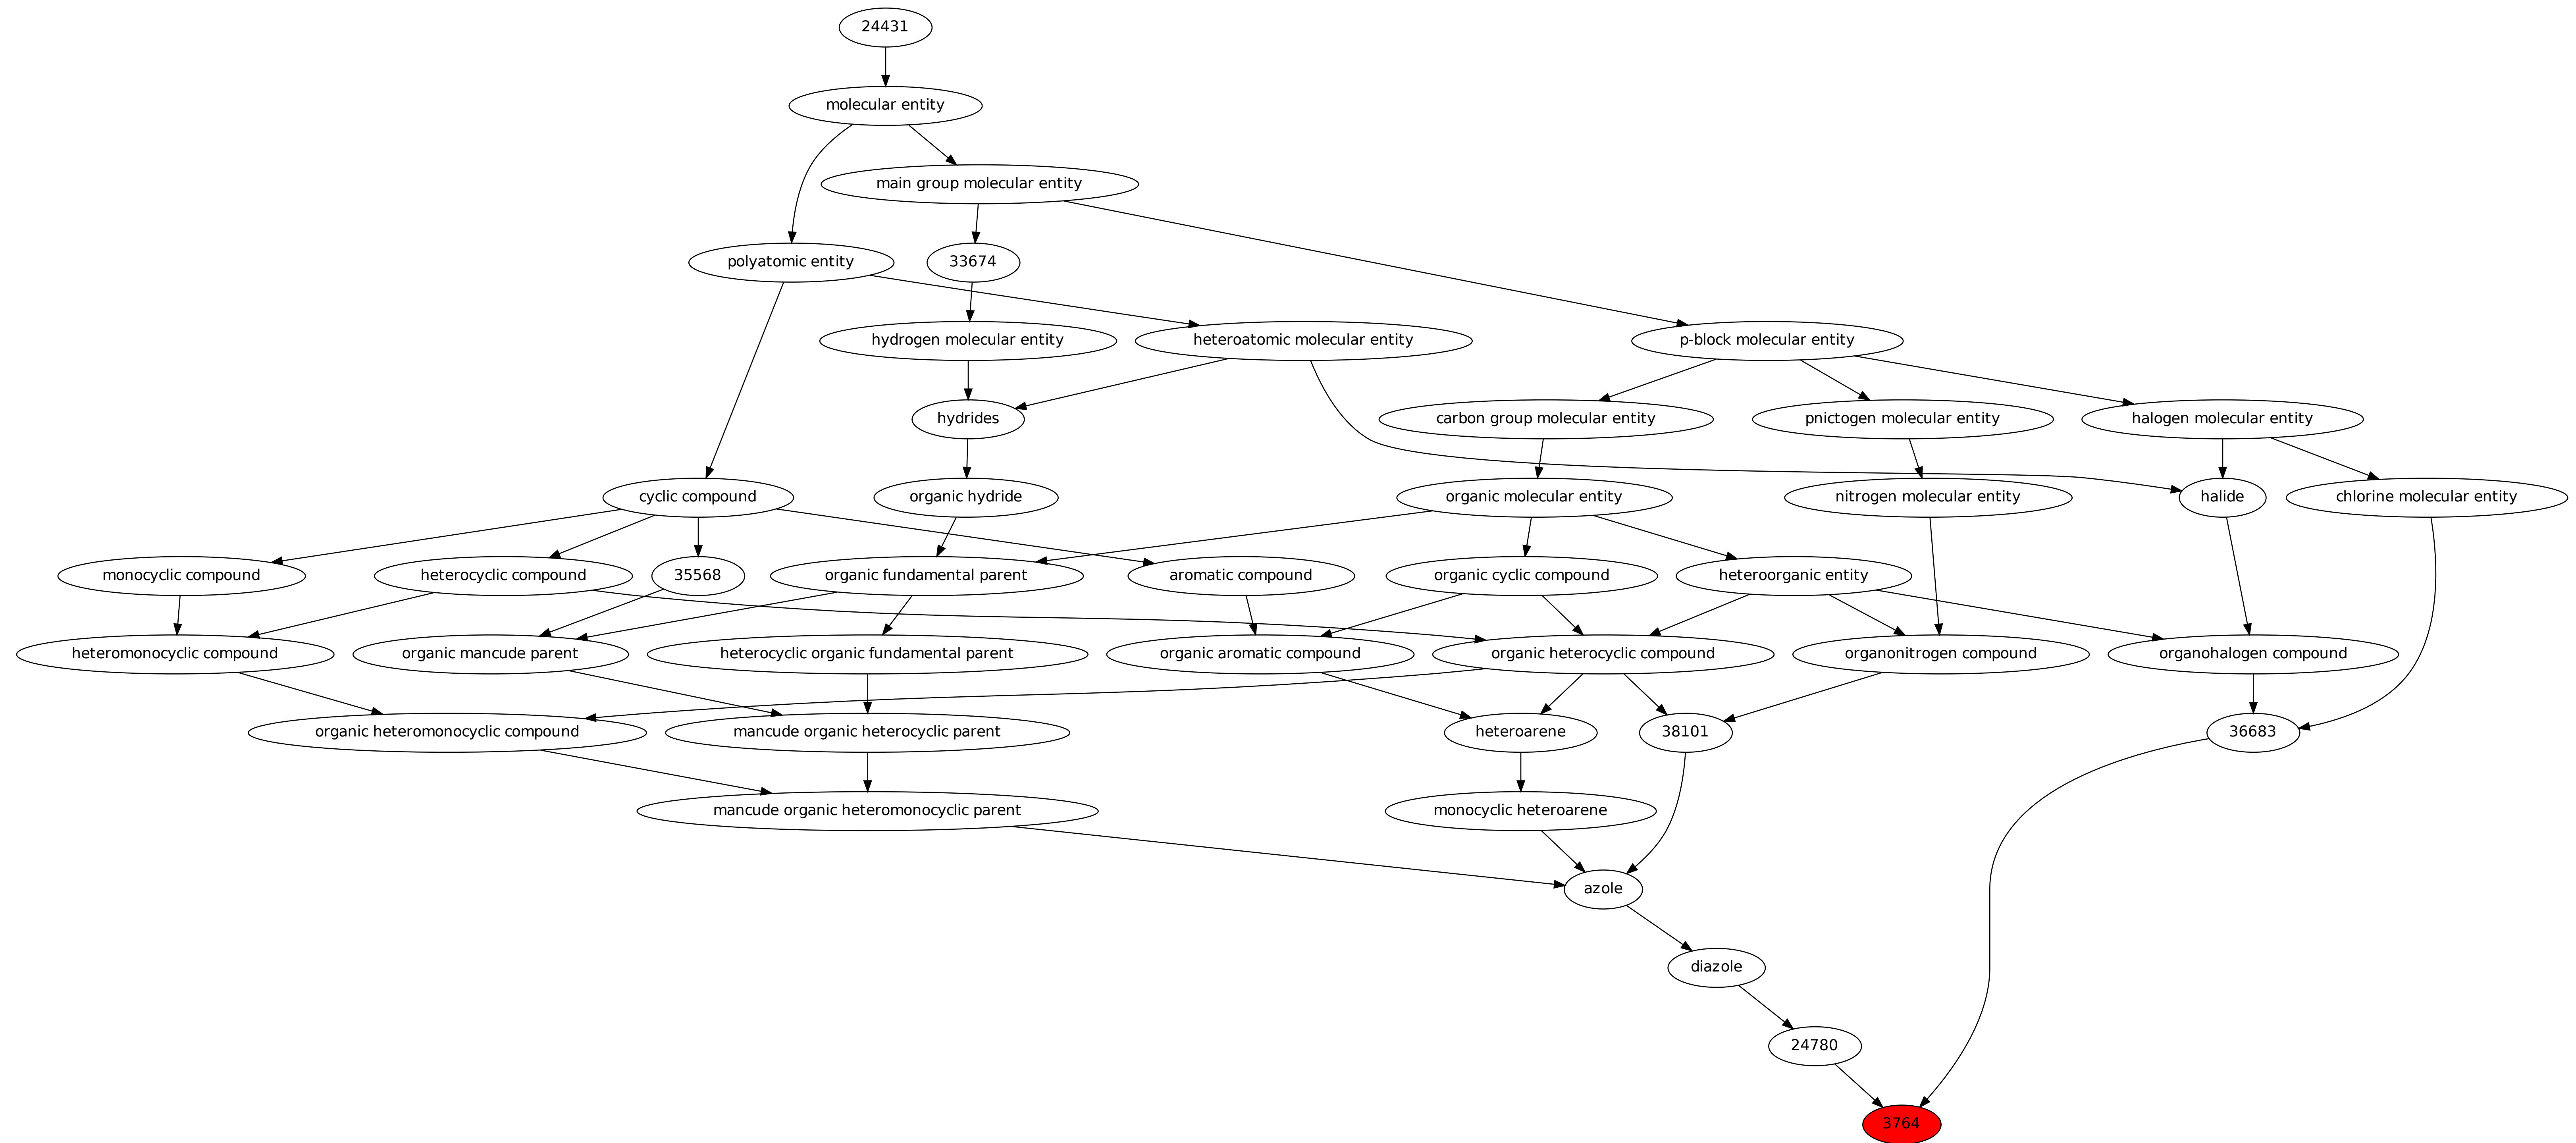 24431
molecular entity
main group molecular entity
polyatomic entity
33674
hydrogen molecular entity
heteroatomic molecular entity
p-block molecular entity
hydrides
carbon group molecular entity
pnictogen molecular entity
halogen molecular entity
cyclic compound
organic hydride
organic molecular entity
nitrogen molecular entity
halide
chlorine molecular entity
monocyclic compound
heterocyclic compound
35568
organic fundamental parent
aromatic compound
organic cyclic compound
heteroorganic entity
heteromonocyclic compound
organic mancude parent
heterocyclic organic fundamental parent
organic aromatic compound
organic heterocyclic compound
organonitrogen compound
organohalogen compound
organic heteromonocyclic compound
mancude organic heterocyclic parent
heteroarene
38101
36683
mancude organic heteromonocyclic parent
monocyclic heteroarene
azole
diazole
24780
3764